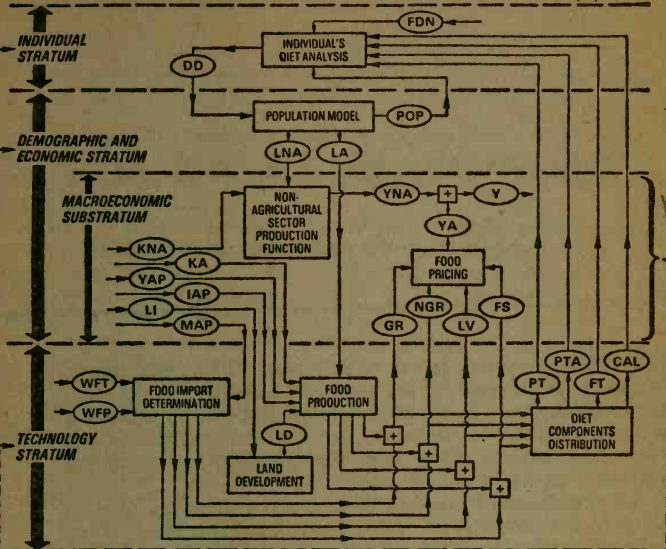 FDN
INDIVIDUAL
STRATUM
INDIVIDUAL'S
DIET ANALYSIS
DD
POPULATION MODEL
POP
DEMOGRAPHIC AND
ECONOMIC STRATUM
LNA
LA
MACROECONOMIC
SUBSTRATUM
NON-
AGRICULTURAL
SECTOR
PRODUCTION
FUNCTION
YNA
+
Y
YA
KNA
KA
YAP
IAP
LI
MAP
FOOD
PRICING
GR
NGR
LV
FS
PT
PTA
FT
CAL
WFT
WFP
FOOD IMPORT
DETERMINATION
FOOD
PRODUCTION
DIET
COMPONENTS
DISTRIBUTION
TECHNOLOGY
STRATUM
LD
LAND
DEVELOPMENT
+
+
+
+